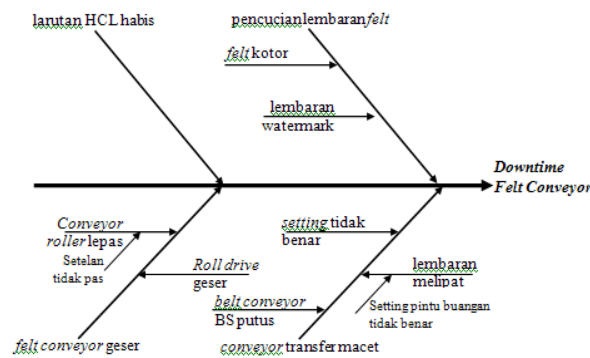 larutan HCL habis
pencucian lembaran felt
felt kotor
lembaran
watermark
Downtime
Felt Conveyor
Conveyor
roller lepas
Setelan
tidak pas
Roll drive
geser
felt conveyor geser
setting tidak
benar
lembaran
melipat
Setting pintu buangan
tidak benar
belt conveyor
BS putus
conveyor transfer macet